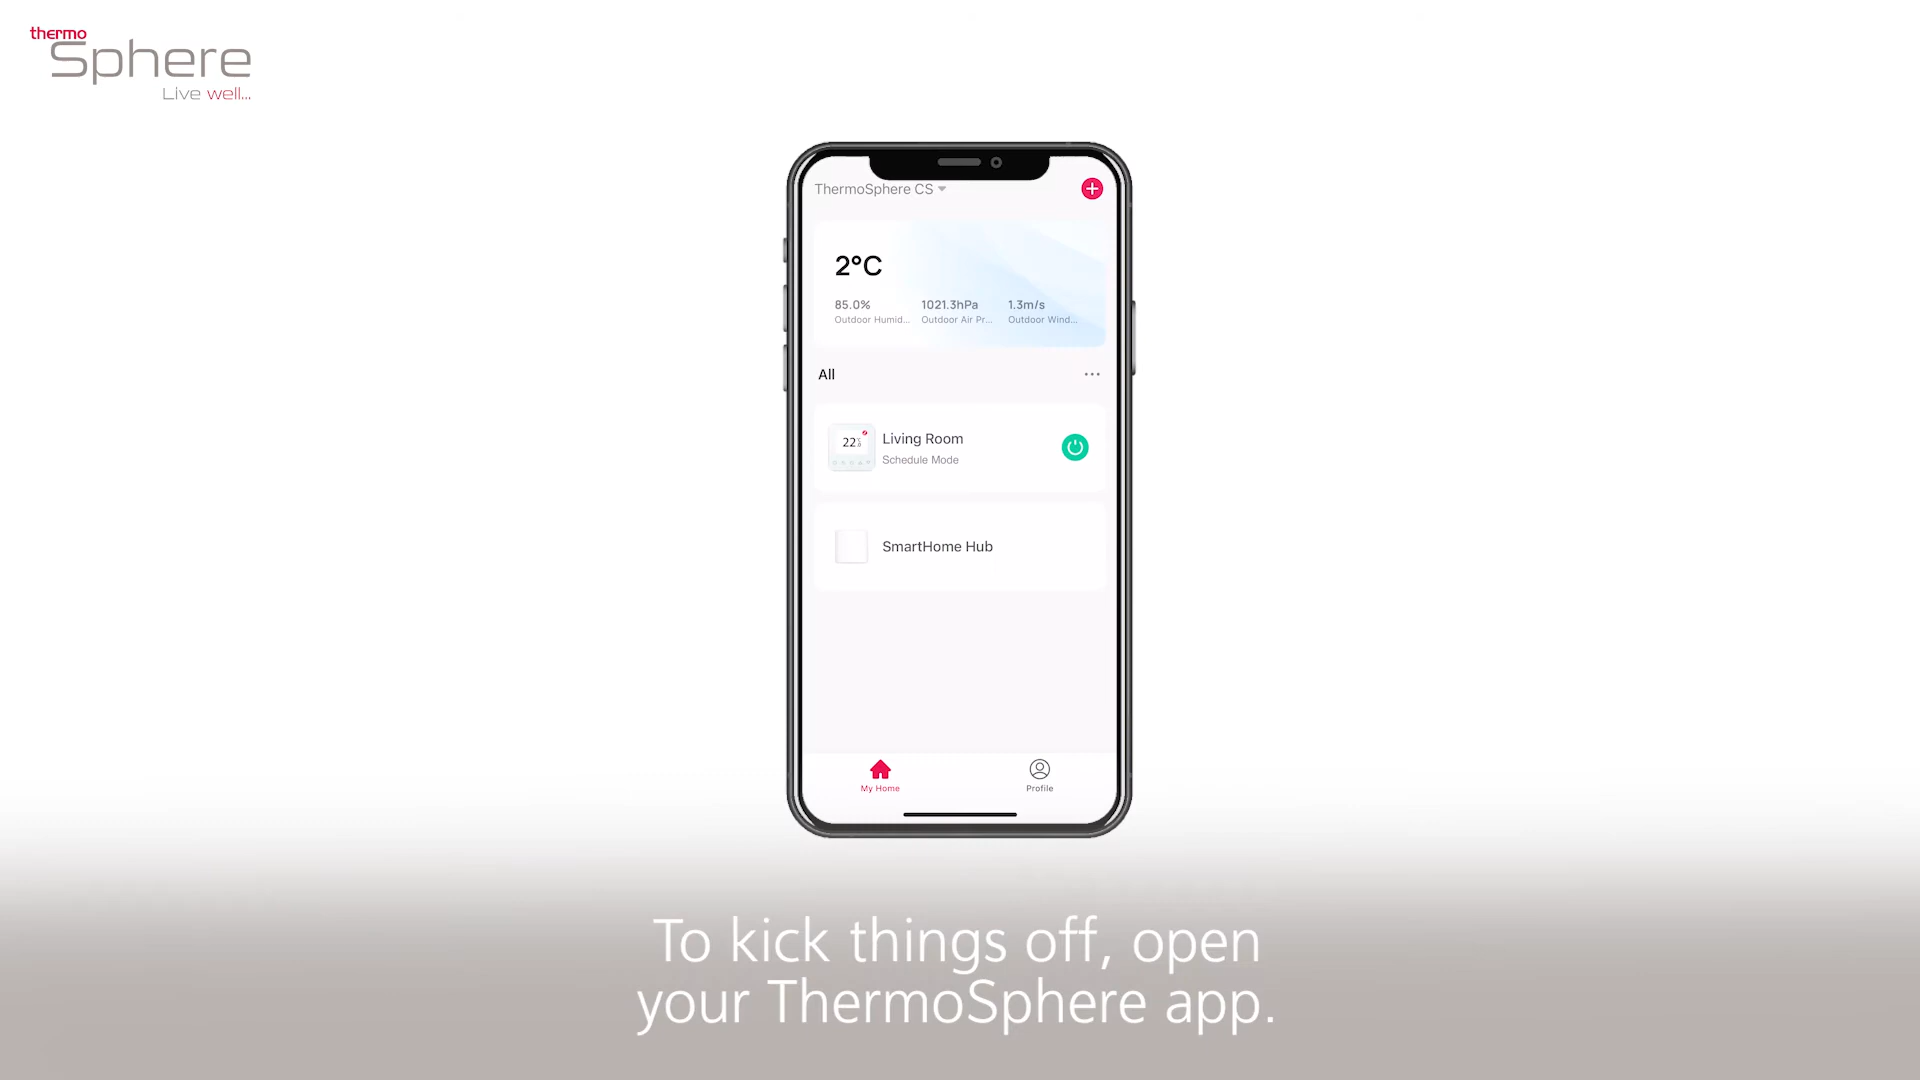 thermo
Sphere
Live well...
ThermoSphere CS
2°C
85.0% 1021.3hPa 1.3m/s
Outdoor Humid... Outdoor Air Pr... Outdoor Wind...
All
22
Living Room
Schedule Mode
SmartHome Hub
My Home Profile
To kick things off, open
your ThermoSphere app.